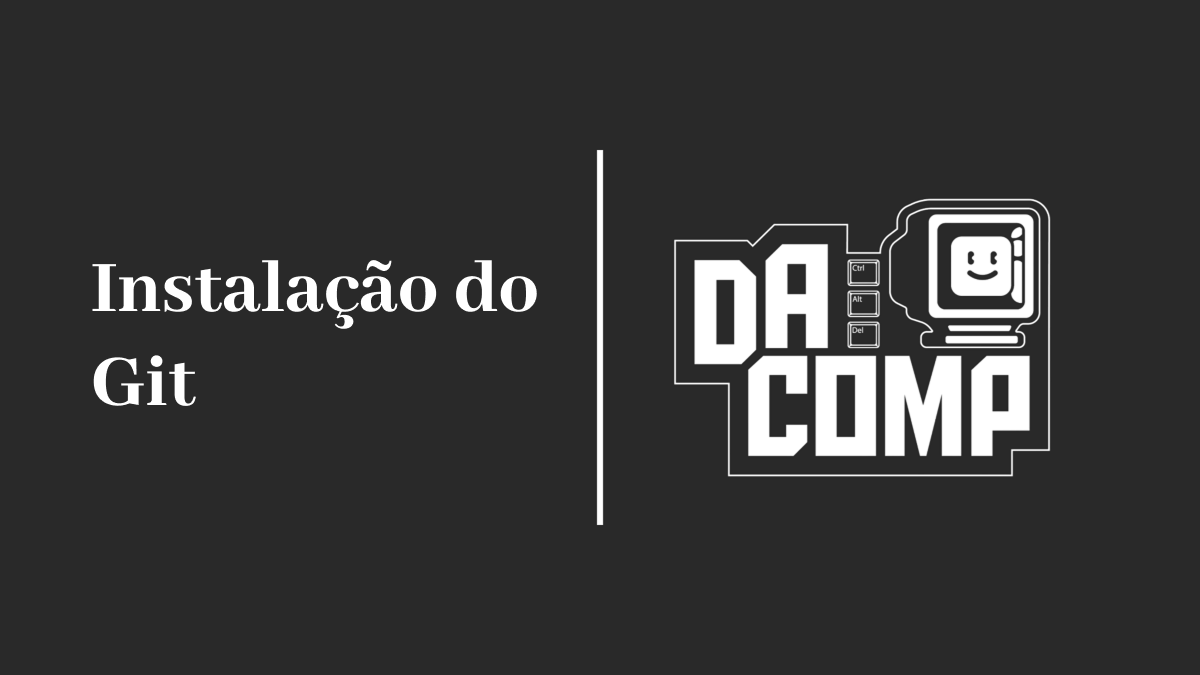 Instalação do
Git
DA
Ctrl
Alt
Del
COMP